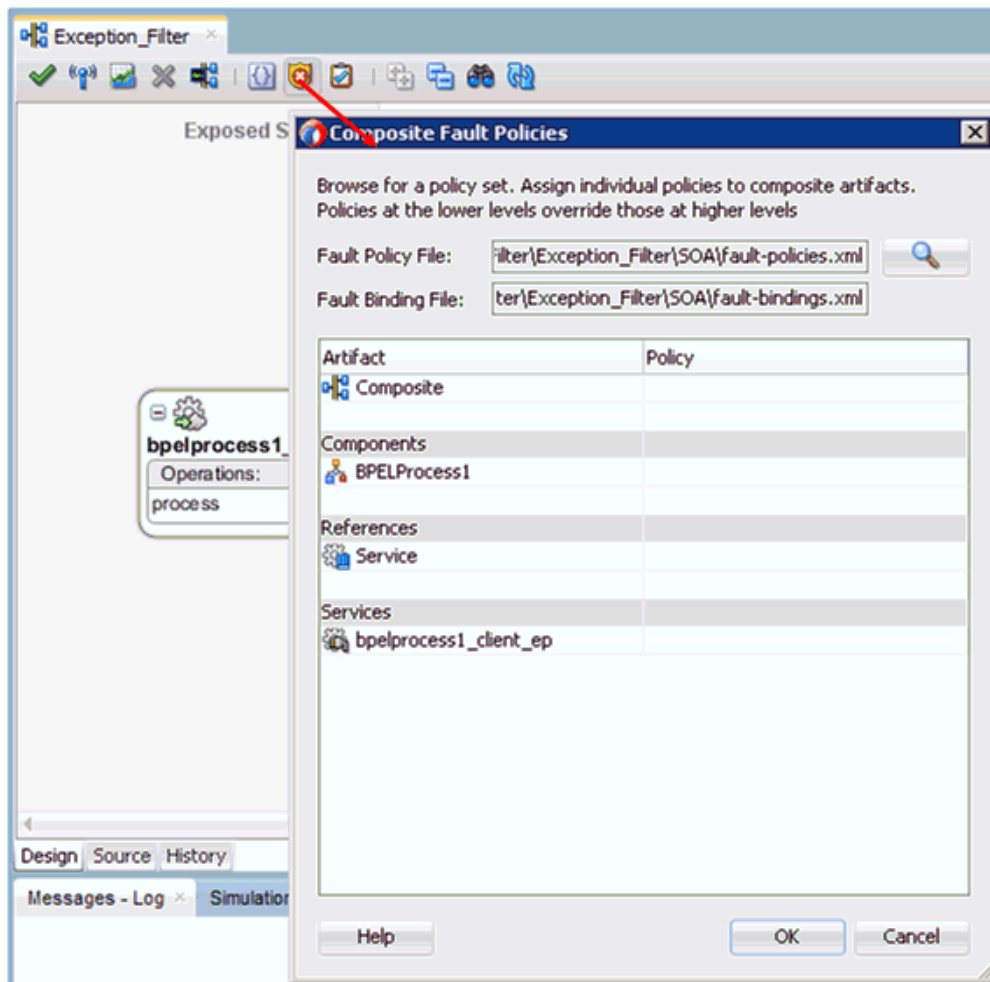 Exception_Filter
Exposed S
Composite Fault Policies
Browse for a policy set. Assign individual policies to composite artifacts.
Policies at the lower levels override those at higher levels
Fault Policy File:
ilter\Exception_Filter\SOA\fault-policies.xml
Fault Binding File:
ter\Exception_Filter\SOA\fault-bindings.xml
Artifact Policy
Composite
Components
BPELProcess1
References
Service
Services
bpelprocess1_client_ep
bpelprocess1_
Operations:
process
Design Source History
Messages - Log Simulation
Help OK Cancel